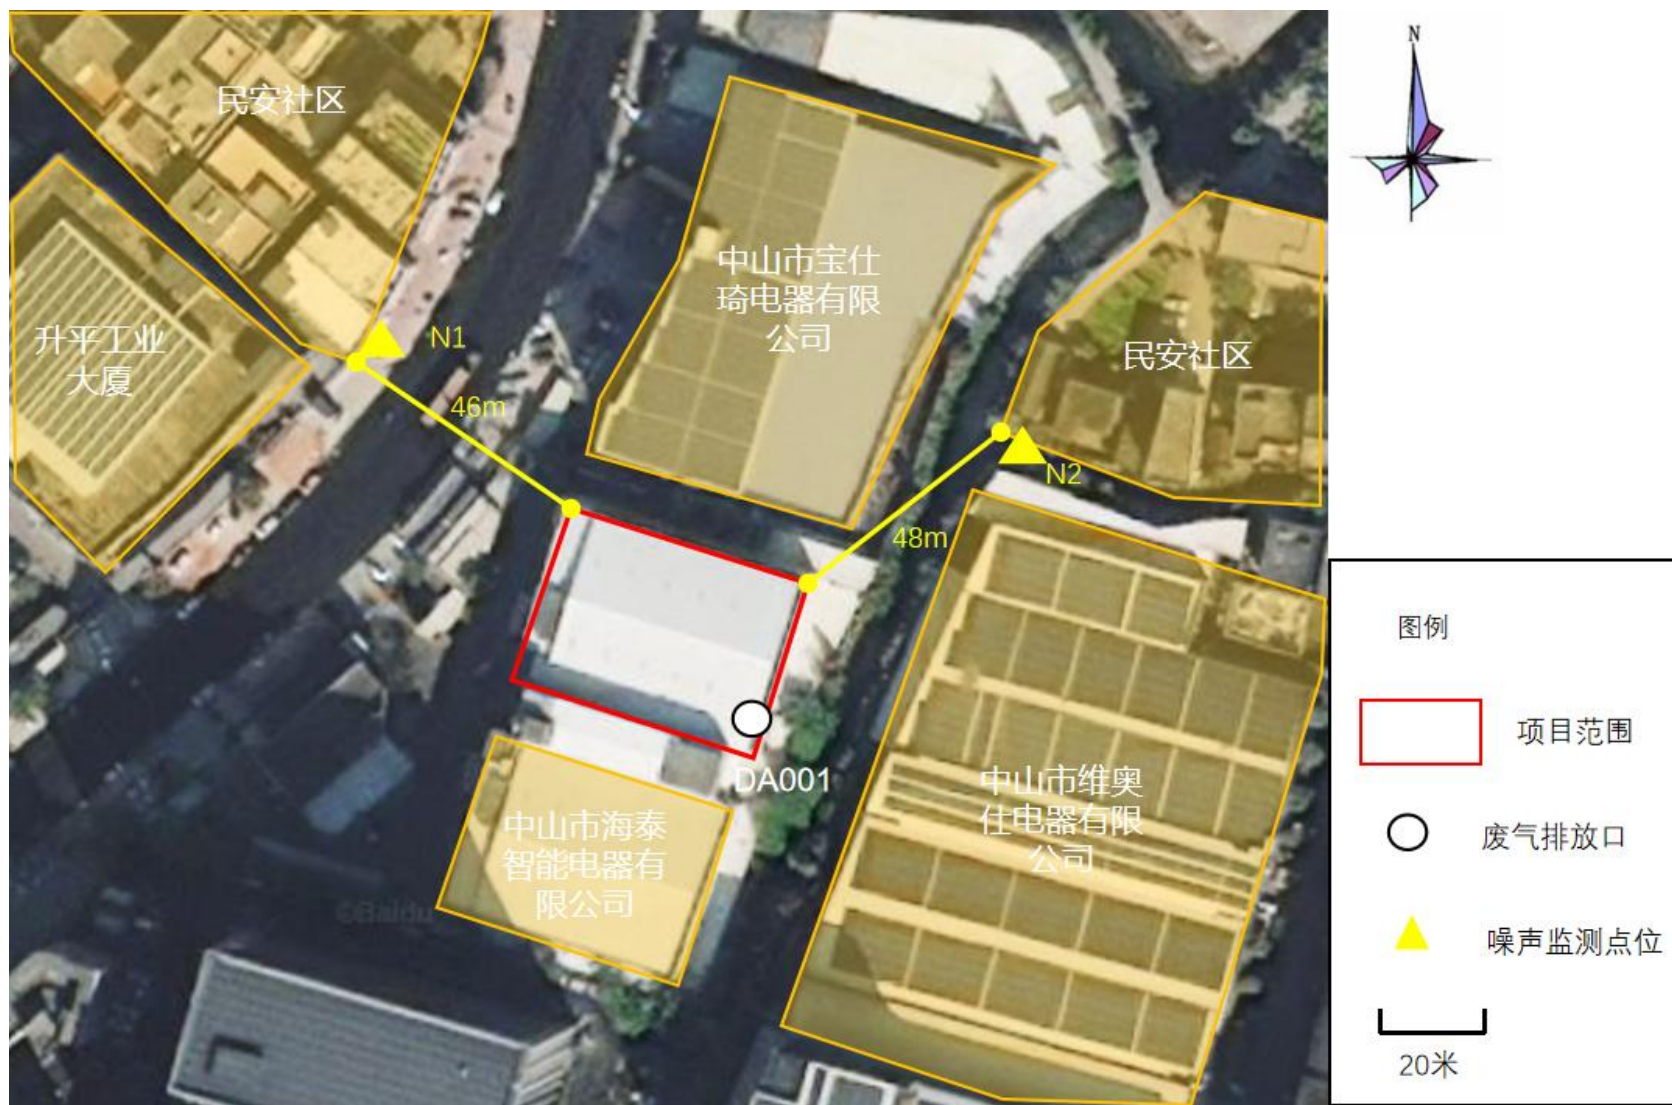 N
民安社区
中山市宝仕
琦电器有限
公司
升平工业
大厦
N1
46m
民安社区
N2
48m
DA001
中山市海泰
智能电器有
限公司
中山市维奥
仕电器有限
公司
©Baidu
图例
项目范围
废气排放口
噪声监测点位
20米